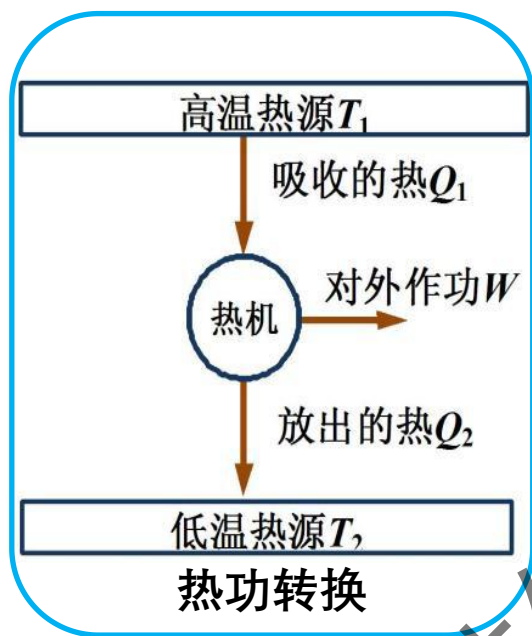 高温热源T₁
吸收的热Q₁
对外作功W
热机
放出的热Q₂
低温热源T₂
热功转换